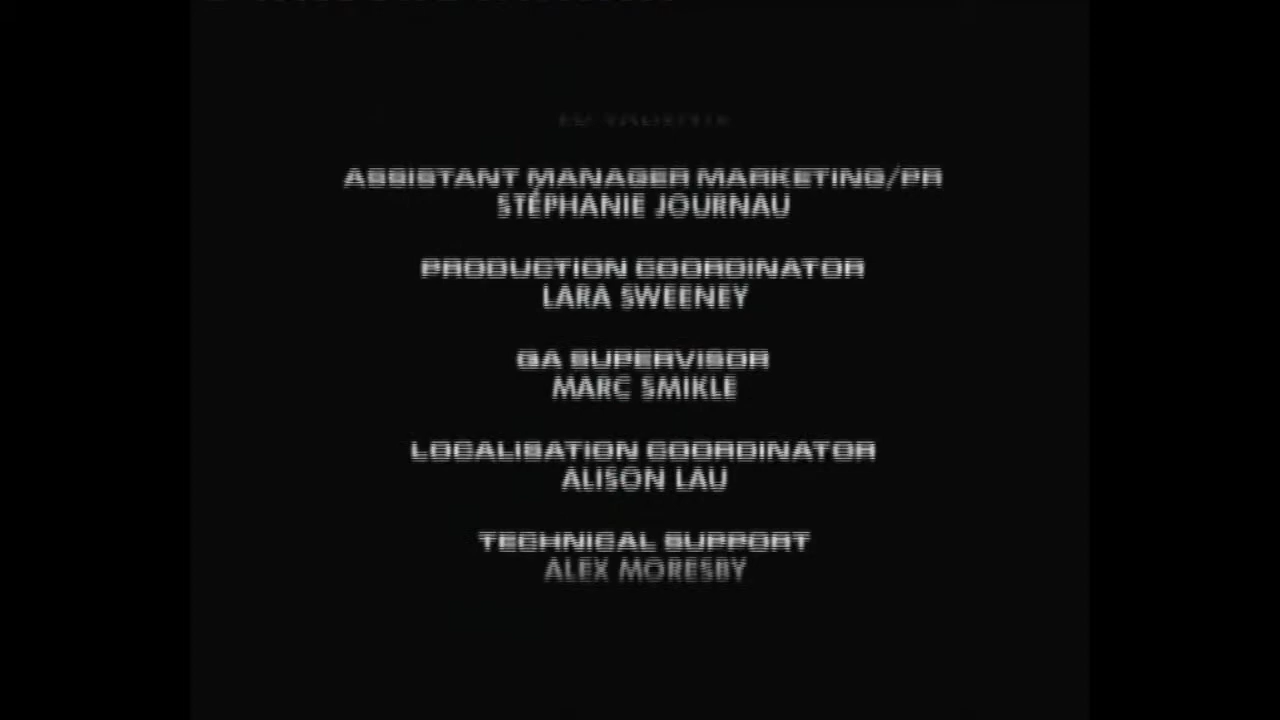 ASSISTANT MANAGER MARKETING/PR
STÉPHANIE JOURNAU
PRODUCTION COORDINATOR
LARA SWEENEY
QA SUPERVISOR
MARC SMIKLE
LOCALISATION COORDINATOR
ALISON LAU
TECHNICAL SUPPORT
ALEX MORESBY